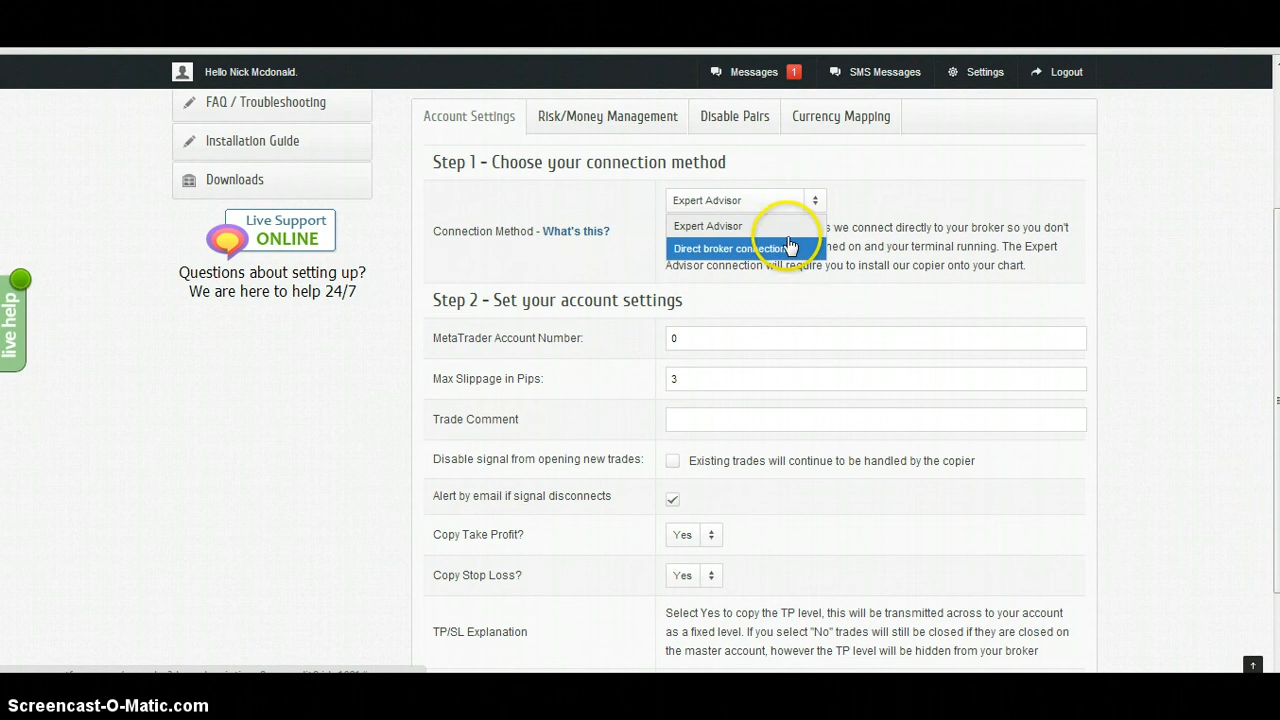 Hello Nick Mcdonald.
Messages 1
SMS Messages
Settings
Logout
FAQ / Troubleshooting
Installation Guide
Downloads
Live Support
ONLINE
Questions about setting up?
We are here to help 24/7
live help
Account Settings
Risk/Money Management
Disable Pairs
Currency Mapping
Step 1 - Choose your connection method
Connection Method - What's this?
Expert Advisor
Expert Advisor
Direct broker connection
s we connect directly to your broker so you don't
ned on and your terminal running. The Expert
Advisor connection will require you to install our copier onto your chart.
Step 2 - Set your account settings
MetaTrader Account Number: 0
Max Slippage in Pips: 3
Trade Comment
Disable signal from opening new trades: Existing trades will continue to be handled by the copier
Alert by email if signal disconnects
Copy Take Profit? Yes
Copy Stop Loss? Yes
TP/SL Explanation
Select Yes to copy the TP level, this will be transmitted across to your account
as a fixed level. If you select "No" trades will still be closed if they are closed on
the master account, however the TP level will be hidden from your broker
Screencast-O-Matic.com